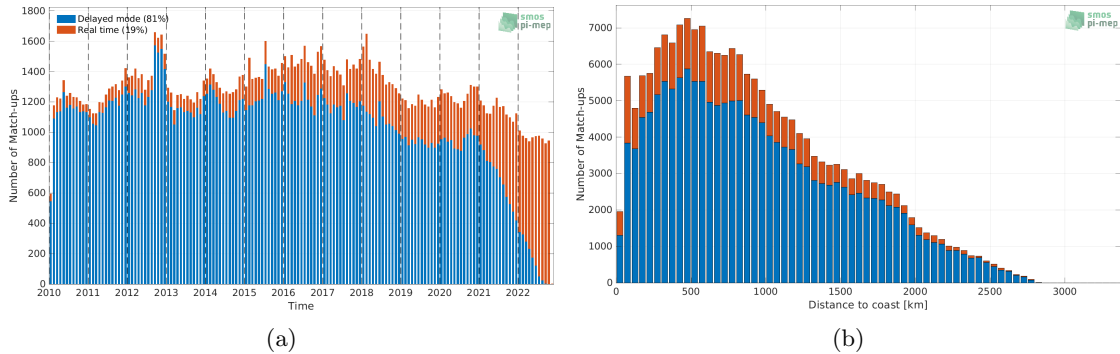 1800
1600
1400
1200
1000
800
600
400
200
0
Number of Match-ups
Delayed mode (81%)
Real time (19%)
smos
pi-mep
2010 2011 2012 2013 2014 2015 2016 2017 2018 2019 2020 2021 2022
Time
(a)
7000
6000
5000
4000
3000
2000
1000
0
Number of Match-ups
smos
pi-mep
0 500 1000 1500 2000 2500 3000
Distance to coast [km]
(b)